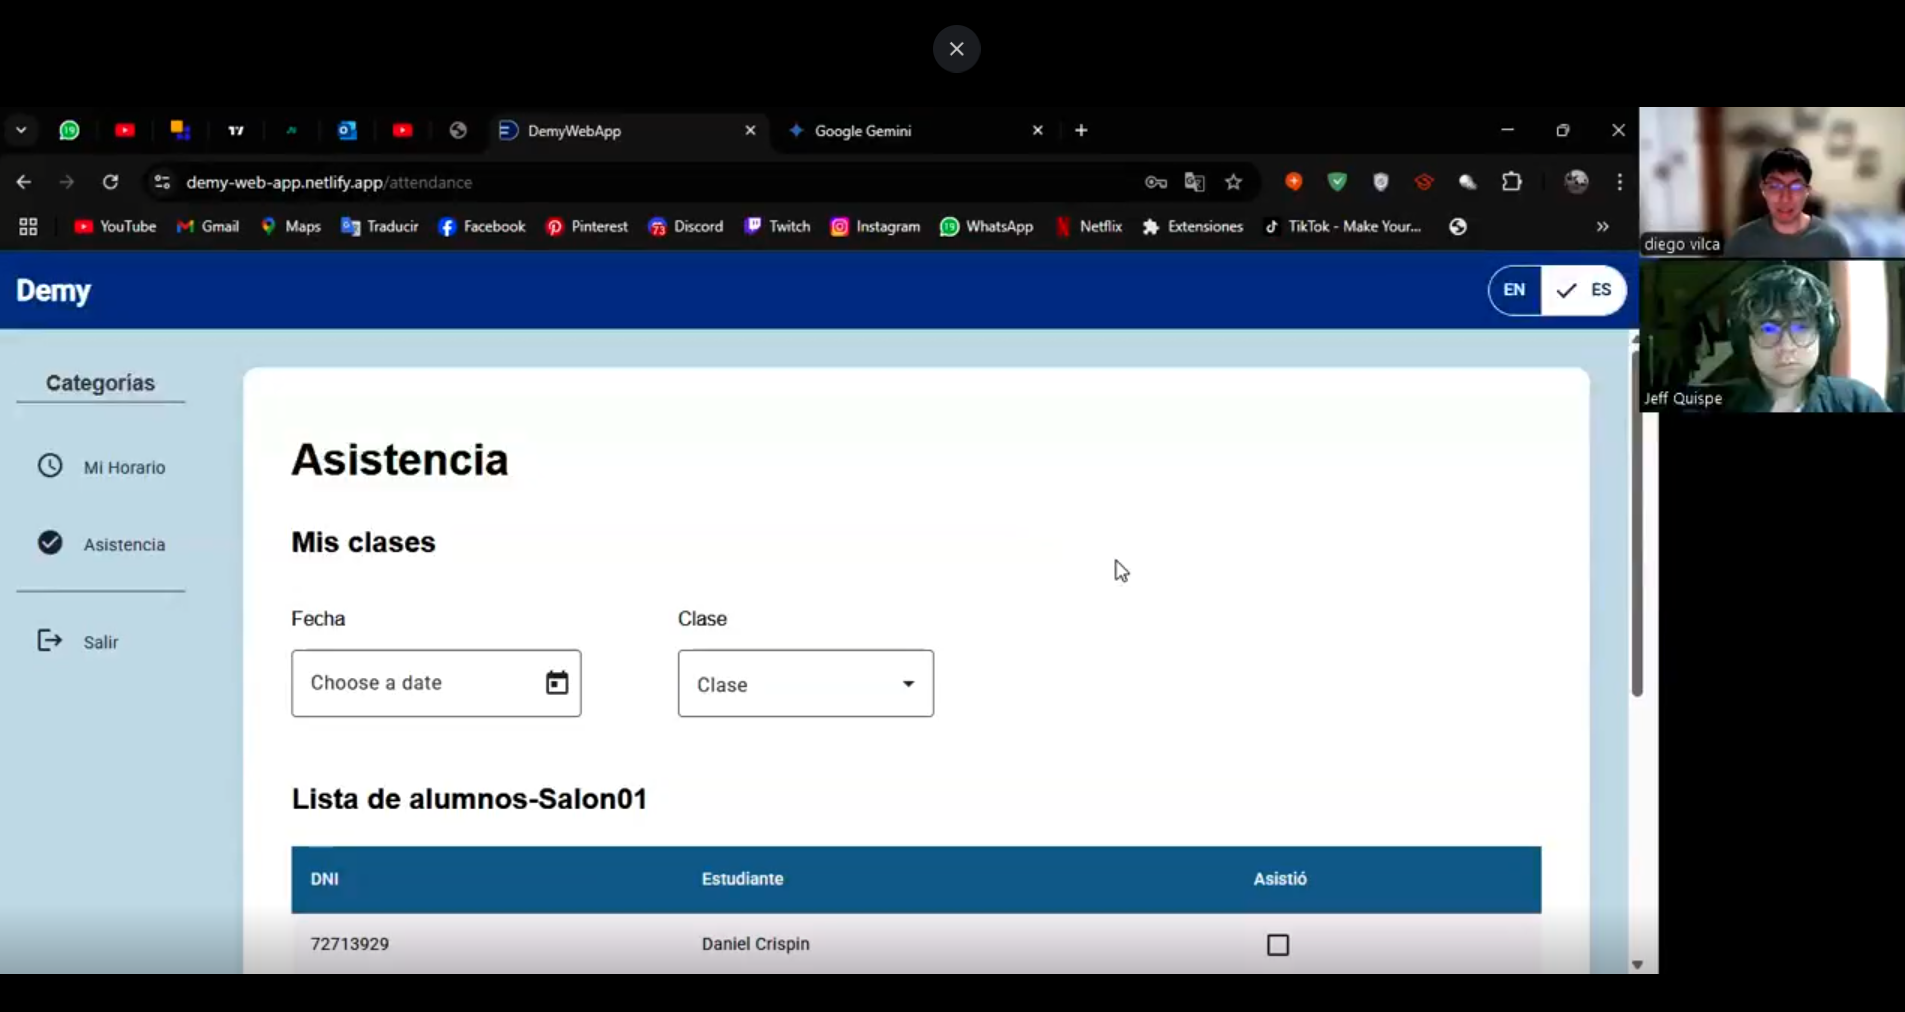 DemyWebApp
Google Gemini
demy-web-app.netlify.app/attendance
YouTube Gmail Maps Traducir Facebook Pinterest Discord Twitch Instagram WhatsApp Netflix Extensiones TikTok - Make Your...
diego vilca
Jeff Quispe
Demy
EN ES
Categorías
Mi Horario
Asistencia
Salir
Asistencia
Mis clases
Fecha Clase
Choose a date Clase
Lista de alumnos-Salon01
DNI Estudiante Asistió
72713929 Daniel Crispin